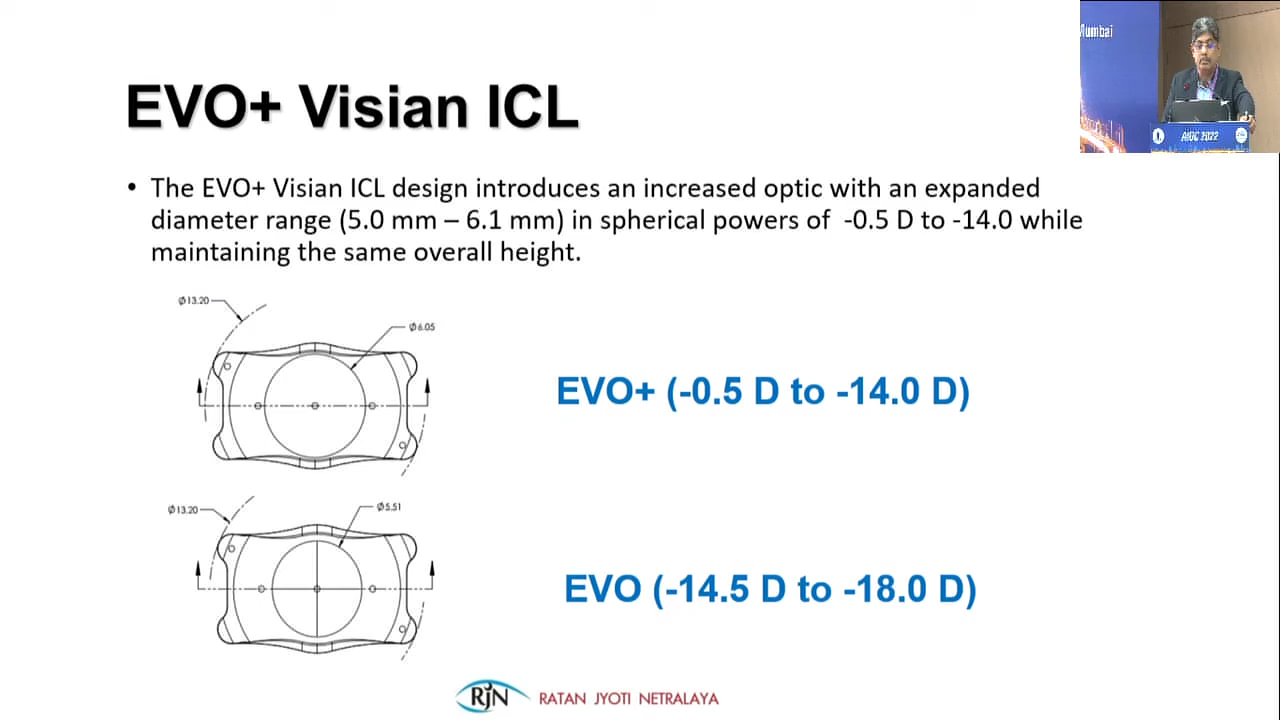 Mumbai
AIOC 2022
EVO+ Visian ICL
• The EVO+ Visian ICL design introduces an increased optic with an expanded
diameter range (5.0 mm – 6.1 mm) in spherical powers of -0.5 D to -14.0 while
maintaining the same overall height.
Ø13.20
Ø6.05
EVO+ (-0.5 D to -14.0 D)
Ø13.20
Ø5.51
EVO (-14.5 D to -18.0 D)
RJN RATAN JYOTI NETRALAYA